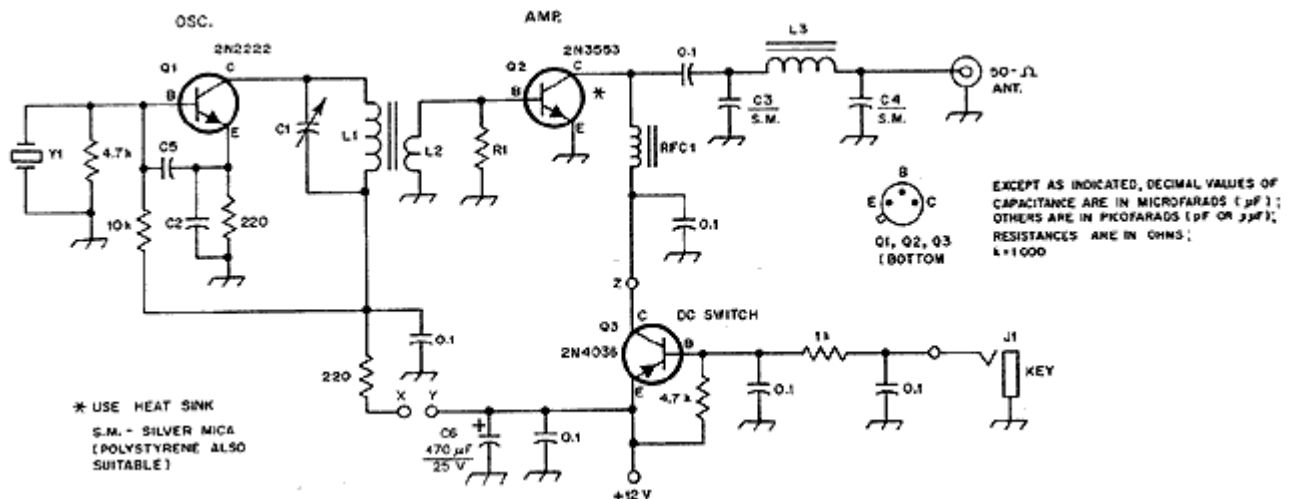 OSC.
AMP.
2N2222
2N3553
Q1
C
Q2
C
*
0.1
L3
B
B
E
E
50-Ω
ANT.
C3
S.M.
C4
S.M.
Y1
4.7k
C5
C1
L1
L2
R1
RFC1
10k
C2
220
0.1
B
E
C
Q1, Q2, Q3
(BOTTOM
EXCEPT AS INDICATED, DECIMAL VALUES OF
CAPACITANCE ARE IN MICROFARADS (µF);
OTHERS ARE IN PICOFARADS (pF OR µµF);
RESISTANCES ARE IN OHMS;
k=1000
Z
C
Q3
DC SWITCH
2N4036
B
E
1k
J1
KEY
0.1
220
X
Y
4.7k
0.1
0.1
* USE HEAT SINK
S.M. - SILVER MICA
(POLYSTYRENE ALSO
SUITABLE)
+
C6
470 µF
25 V
0.1
+12V